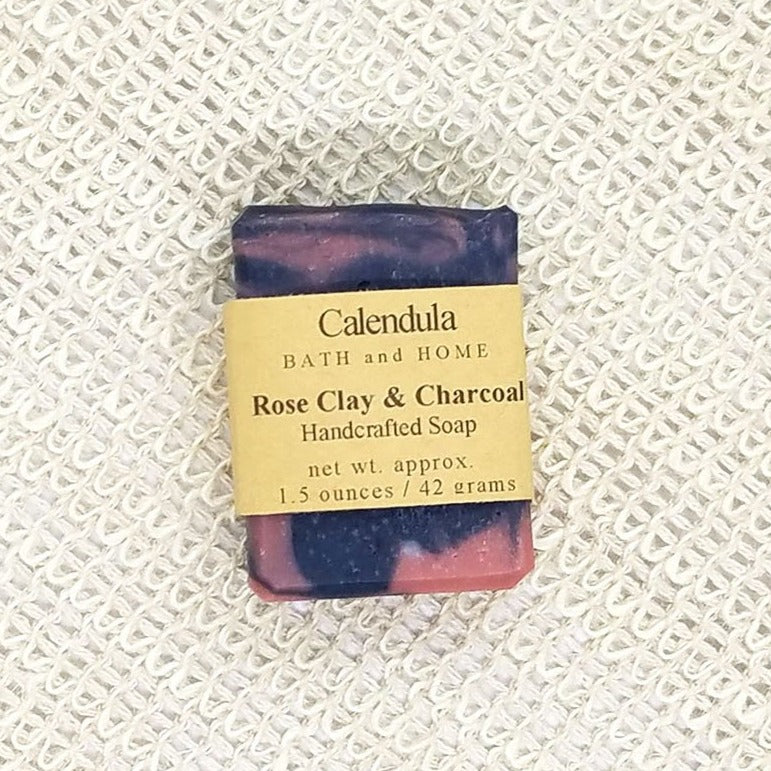 Calendula
BATH and HOME
Rose Clay & Charcoal
Handcrafted Soap
net wt. approx.
1.5 ounces / 42 grams